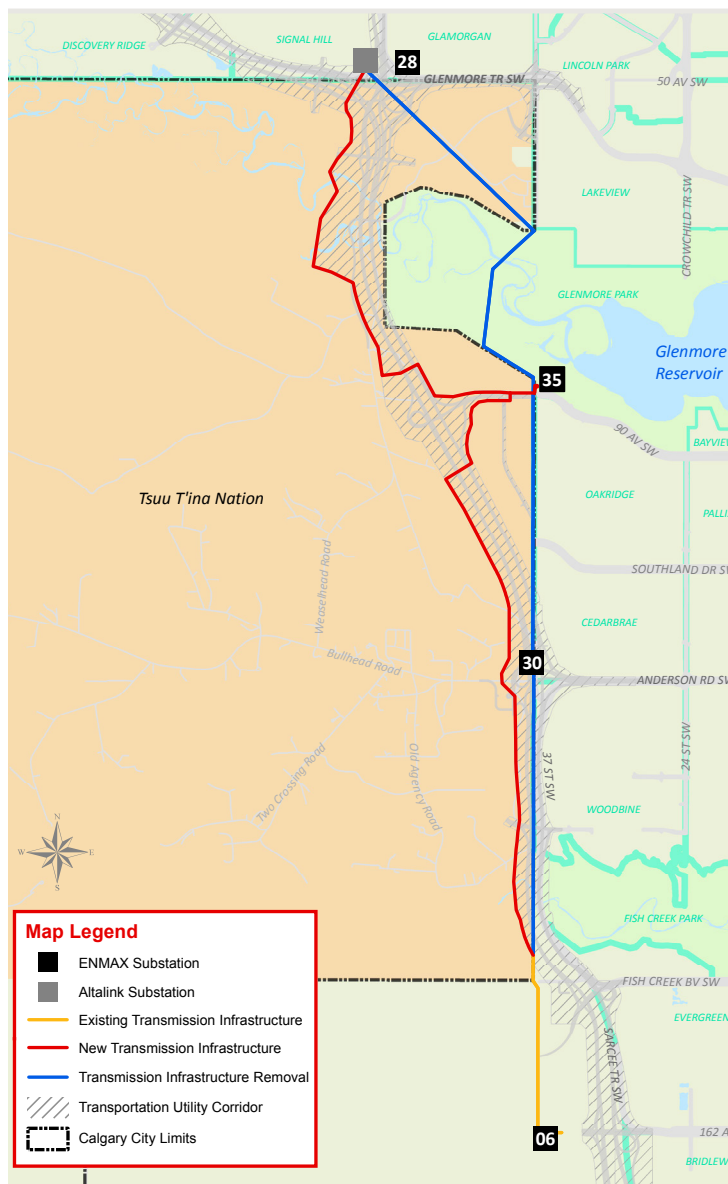 DISCOVERY RIDGE
SIGNAL HILL
GLAMORGAN
28
LINCOLN PARK
GLENMORE TR SW
50 AV SW
LAKEVIEW
CROWCHILD TR SW
GLENMORE PARK
Glenmore
Reservoir
35
90 AV SW
BAYVIE
Tsuu T'ina Nation
OAKRIDGE
PALLI
Weaselhead Road
SOUTHLAND DR S
CEDARBRAE
Bullhead Road
30
ANDERSON RD SW
Old Agency Road
37 ST SW
24 ST SW
Two Crossing Road
WOODBINE
N
W
E
S
FISH CREEK PARK
Map Legend
ENMAX Substation
Altalink Substation
Existing Transmission Infrastructure
New Transmission Infrastructure
Transmission Infrastructure Removal
Transportation Utility Corridor
Calgary City Limits
FISH CREEK BV SW
EVERGREEN
SARCEE TR SW
06
162 A
BRIDLEW